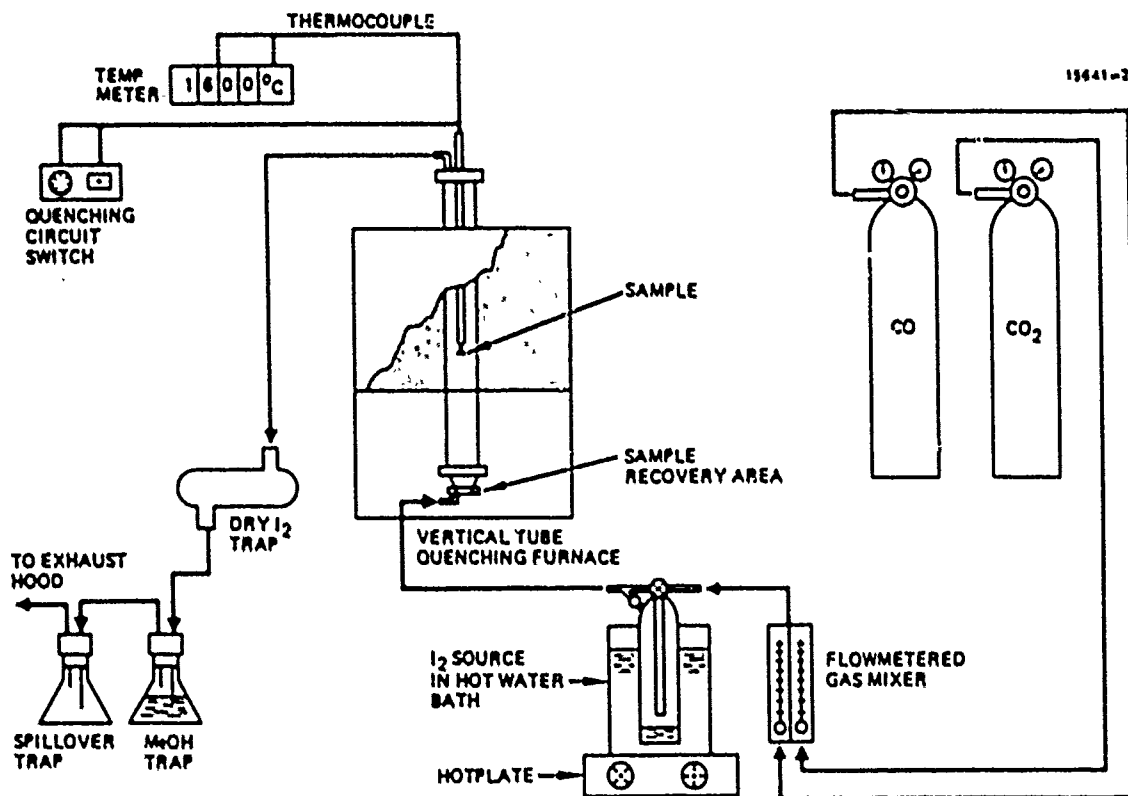 THERMOCOUPLE
TEMP
METER
1600°C
15641-2
QUENCHING
CIRCUIT
SWITCH
SAMPLE
CO
CO2
SAMPLE
RECOVERY AREA
DRY I2
TRAP
VERTICAL TUBE
QUENCHING FURNACE
TO EXHAUST
HOOD
I2 SOURCE
IN HOT WATER
BATH
FLOWMETERED
GAS MIXER
SPILLOVER
TRAP
MeOH
TRAP
HOTPLATE